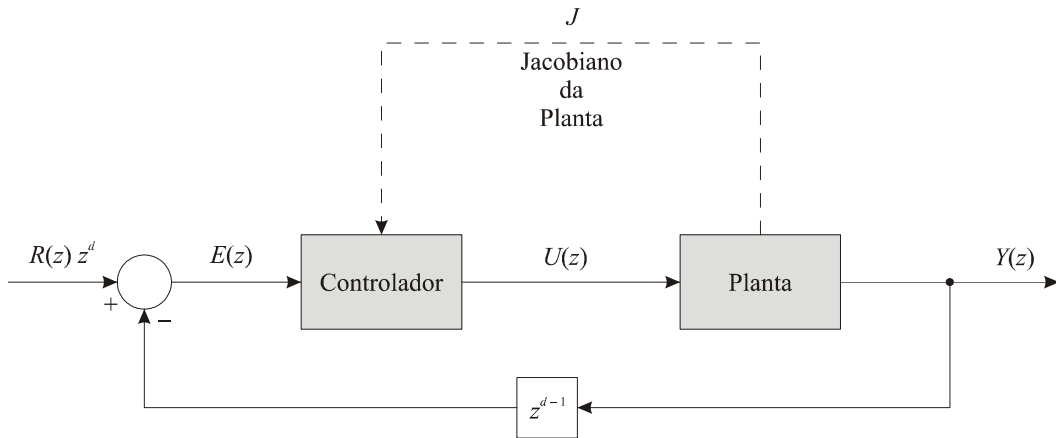 J
Jacobiano
da
Planta
R(z) z^d
E(z)
Controlador
U(z)
Planta
Y(z)
+
−
z^{d−1}